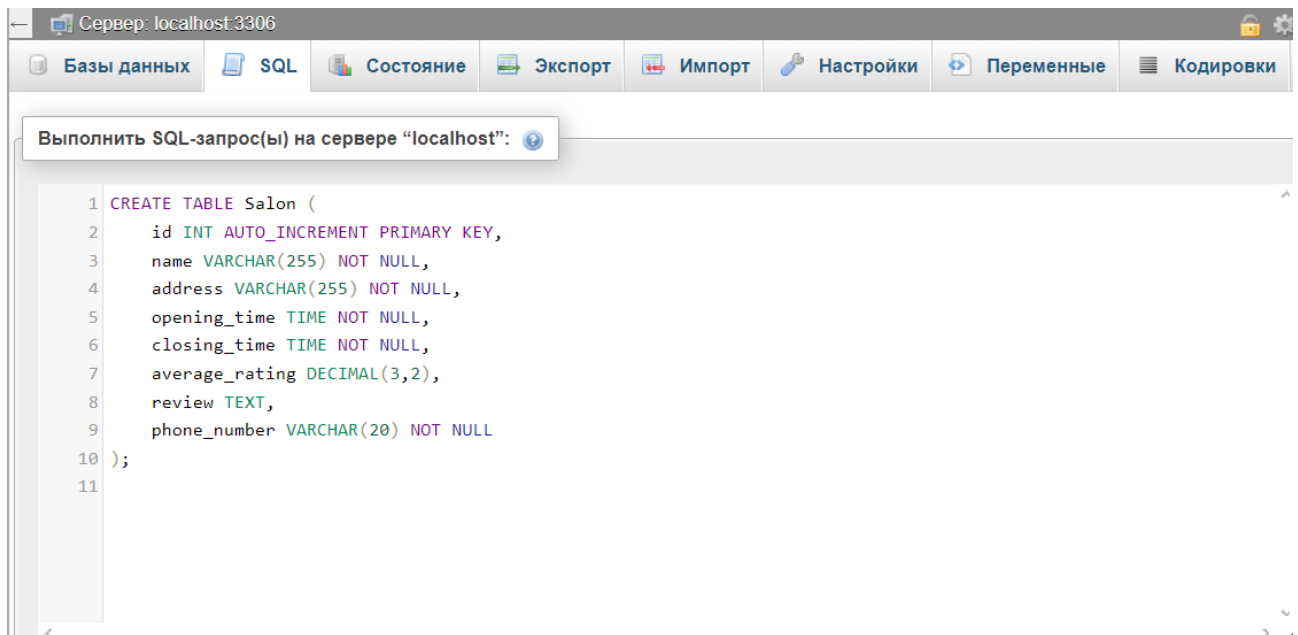 ← Сервер: localhost:3306
Базы данных SQL Состояние Экспорт Импорт Настройки Переменные Кодировки
Выполнить SQL-запрос(ы) на сервере “localhost”:
1 CREATE TABLE Salon (
2 id INT AUTO_INCREMENT PRIMARY KEY,
3 name VARCHAR(255) NOT NULL,
4 address VARCHAR(255) NOT NULL,
5 opening_time TIME NOT NULL,
6 closing_time TIME NOT NULL,
7 average_rating DECIMAL(3,2),
8 review TEXT,
9 phone_number VARCHAR(20) NOT NULL
10 );
11